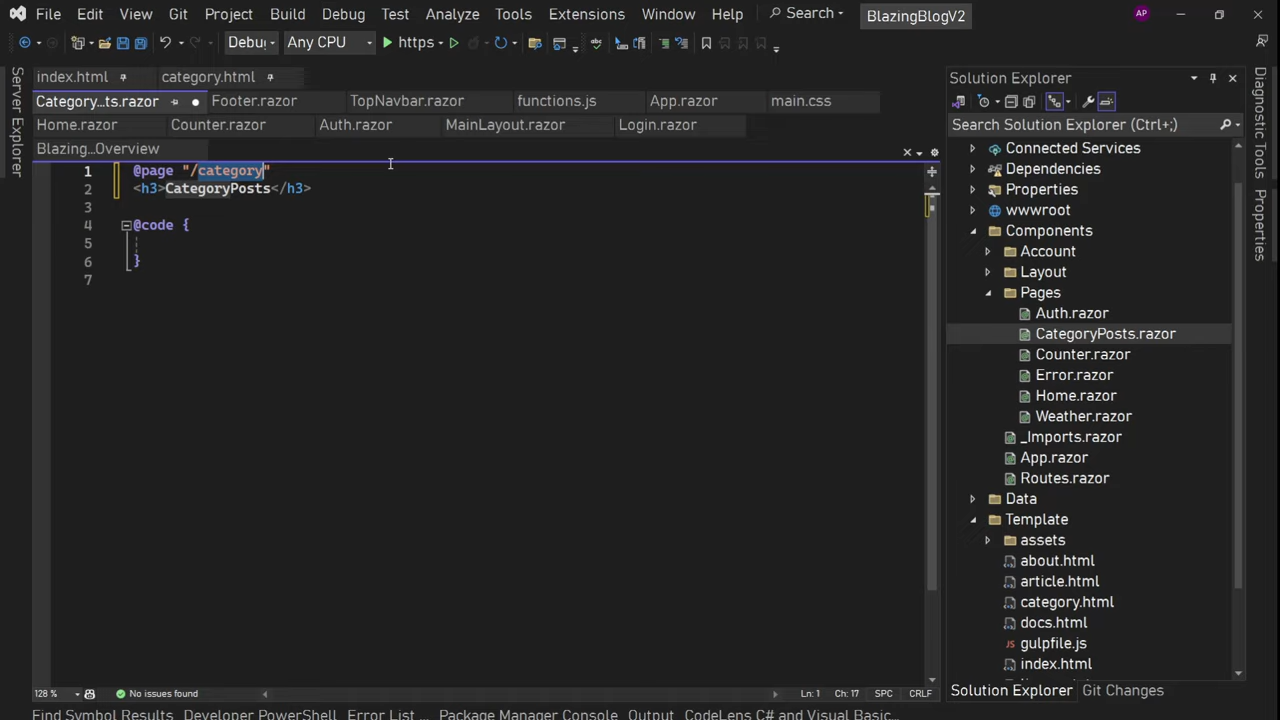 File Edit View Git Project Build Debug Test Analyze Tools Extensions Window Help Search BlazingBlogV2 AP
Debug Any CPU https
index.html category.html
Category...ts.razor Footer.razor TopNavbar.razor functions.js App.razor main.css
Home.razor Counter.razor Auth.razor MainLayout.razor Login.razor
Blazing...Overview
Server Explorer
1 @page "/category"
2 <h3>CategoryPosts</h3>
3
4 @code {
5
6 }
7
128 % No issues found Ln: 1 Ch: 17 SPC CRLF
Solution Explorer
Search Solution Explorer (Ctrl+;)
Connected Services
Dependencies
Properties
wwwroot
Components
Account
Layout
Pages
Auth.razor
CategoryPosts.razor
Counter.razor
Error.razor
Home.razor
Weather.razor
_Imports.razor
App.razor
Routes.razor
Data
Template
assets
about.html
article.html
category.html
docs.html
gulpfile.js
index.html
Solution Explorer Git Changes
Diagnostic Tools
Properties
Find Symbol Results Developer PowerShell Error List ... Package Manager Console Output CodeLens C# and Visual Basic...